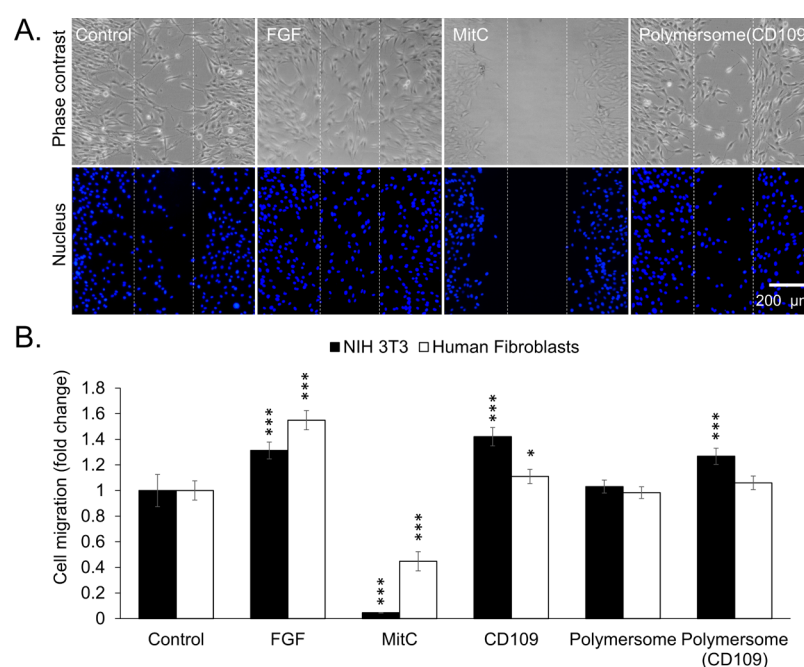 A.
Control
FGF
MitC
Polymersome(CD109
Phase contrast
Nucleus
200 μm
B.
NIH 3T3
Human Fibroblasts
Cell migration (fold change)
1.8
1.6
1.4
1.2
1
0.8
0.6
0.4
0.2
0
***
***
***
***
***
*
***
Control
FGF
MitC
CD109
Polymersome
Polymersome
(CD109)